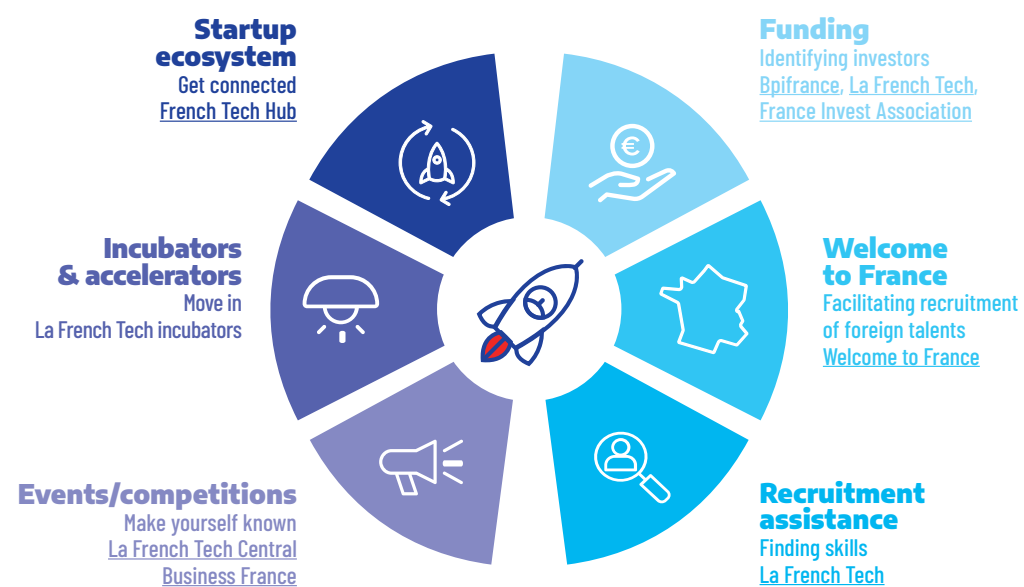 Startup
ecosystem
Get connected
French Tech Hub
Funding
Identifying investors
Bpifrance, La French Tech,
France Invest Association
€
Incubators
& accelerators
Move in
La French Tech incubators
Welcome
to France
Facilitating recruitment
of foreign talents
Welcome to France
Events/competitions
Make yourself known
La French Tech Central
Business France
Recruitment
assistance
Finding skills
La French Tech